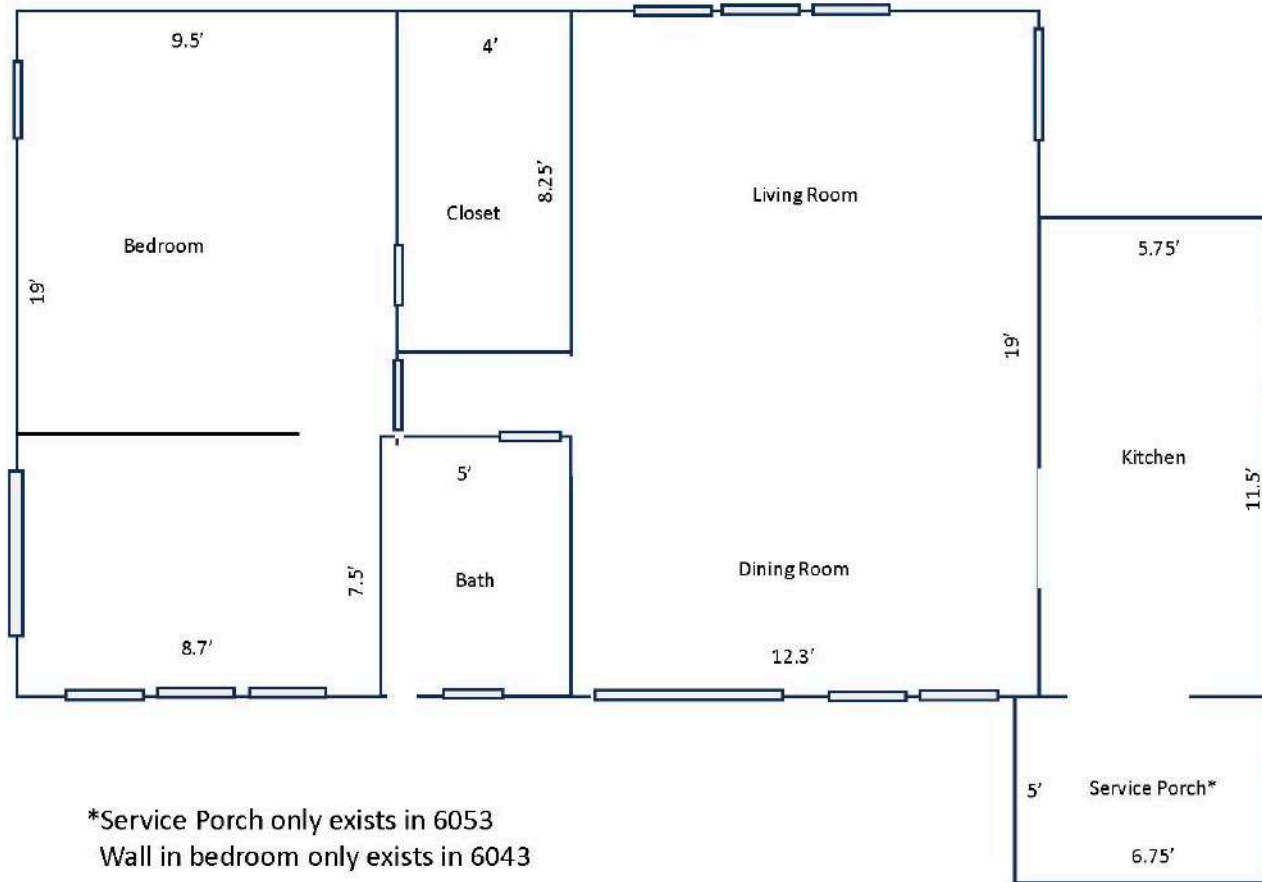 9.5'
4'
8.25'
Living Room
Closet
5.75'
Bedroom
19'
19'
Kitchen
5'
11.5'
Dining Room
7.5'
Bath
8.7'
12.3'
5'
Service Porch*
6.75'
*Service Porch only exists in 6053
Wall in bedroom only exists in 6043